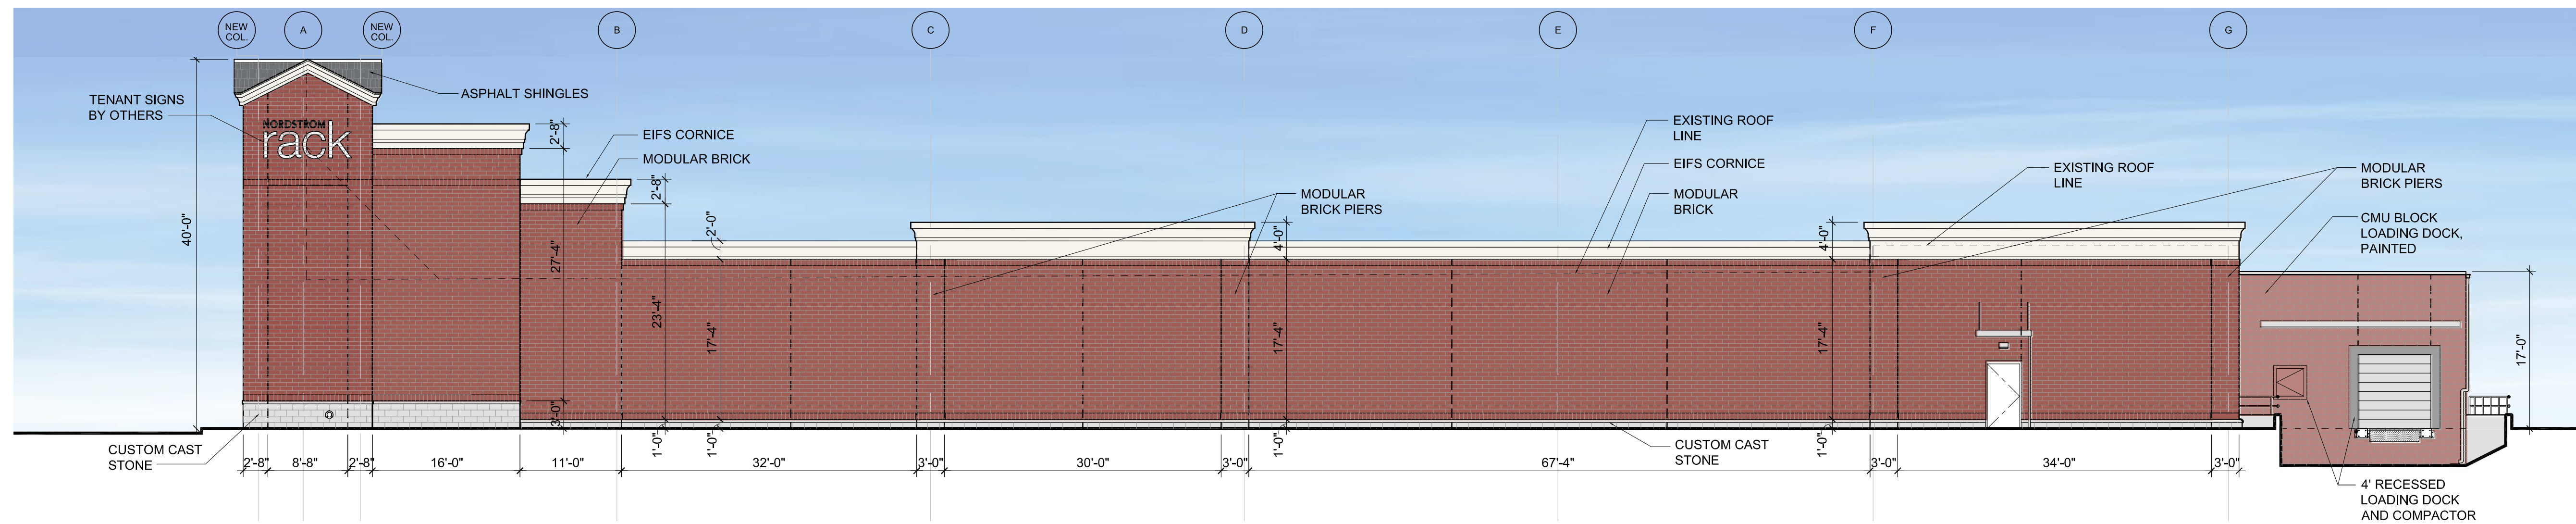 NEW
COL.
A
NEW
COL.
B
C
D
E
F
G
TENANT SIGNS
BY OTHERS
ASPHALT SHINGLES
NORDSTROM
rack
EIFS CORNICE
MODULAR BRICK
MODULAR
BRICK PIERS
EXISTING ROOF
LINE
EIFS CORNICE
MODULAR
BRICK
EXISTING ROOF
LINE
MODULAR
BRICK PIERS
CMU BLOCK
LOADING DOCK,
PAINTED
40'-0"
2'-8"
27'-4"
3'-0"
2'-8"
23'-4"
1'-0"
2'-0"
17'-4"
1'-0"
4'-0"
17'-4"
1'-0"
4'-0"
17'-4"
1'-0"
17'-0"
CUSTOM CAST
STONE
CUSTOM CAST
STONE
2'-8"
8'-8"
2'-8"
16'-0"
11'-0"
32'-0"
3'-0"
30'-0"
3'-0"
67'-4"
3'-0"
34'-0"
3'-0"
4' RECESSED
LOADING DOCK
AND COMPACTOR